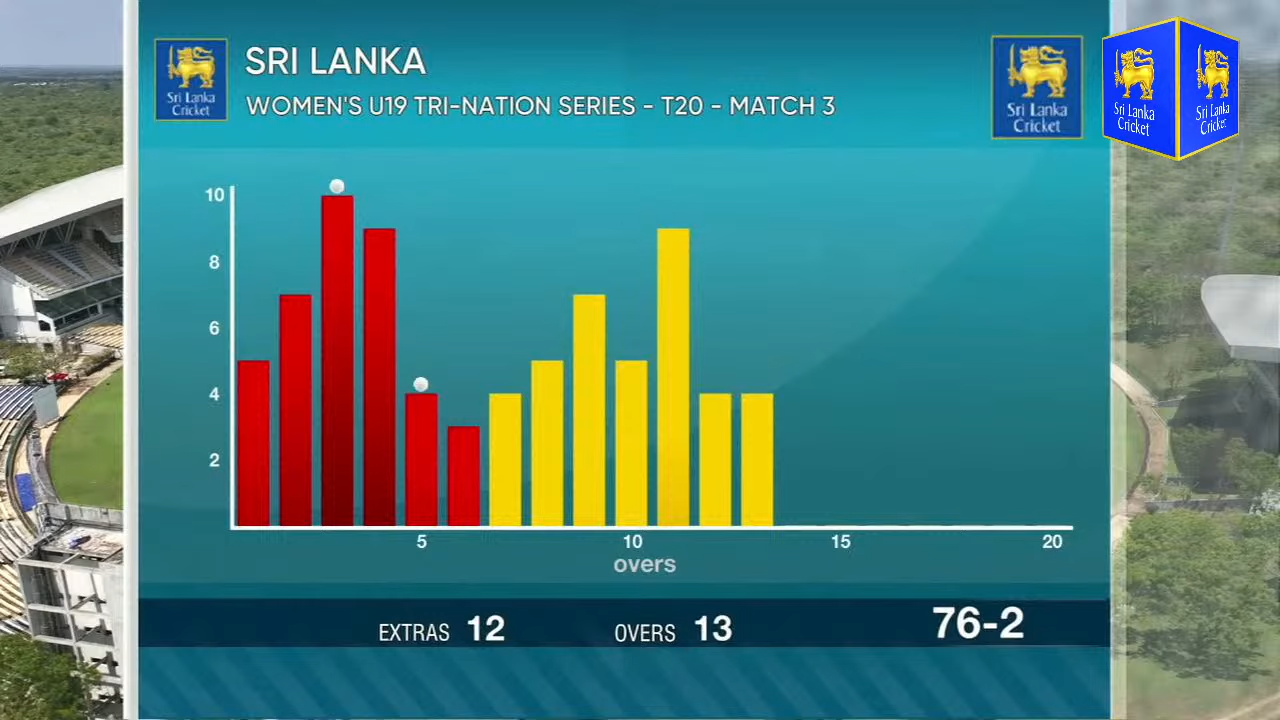 SRI LANKA
WOMEN'S U19 TRI-NATION SERIES - T20 - MATCH 3
Sri Lanka
Cricket
Sri Lanka
Cricket
Sri Lanka
Cricket
Sri Lanka
Cricket
10
8
6
4
2
5
10
15
20
overs
EXTRAS 12
OVERS 13
76-2